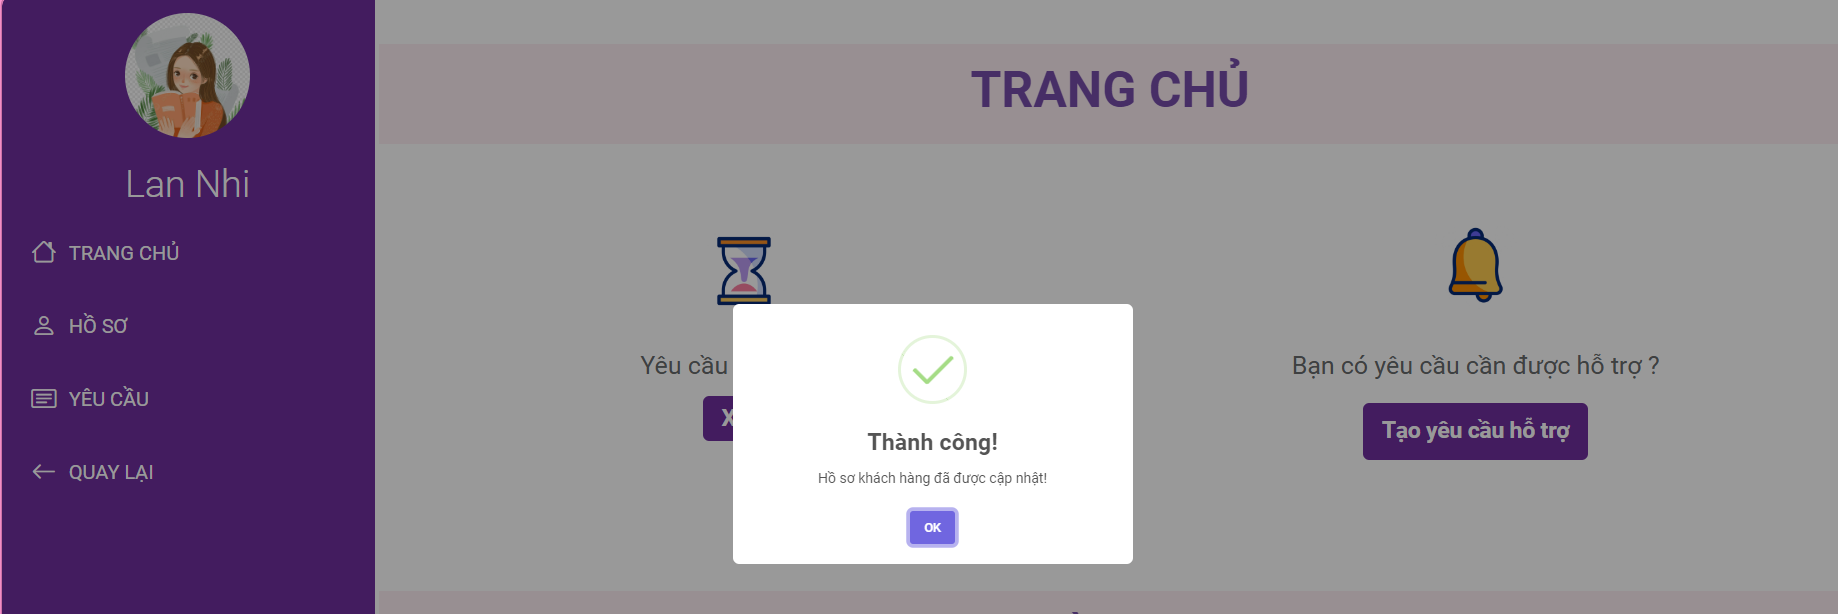 Lan Nhi
TRANG CHỦ
HỒ SƠ
YÊU CẦU
QUAY LẠI
TRANG CHỦ
Yêu cầu
X
Bạn có yêu cầu cần được hỗ trợ ?
Tạo yêu cầu hỗ trợ
Thành công!
Hồ sơ khách hàng đã được cập nhật!
OK